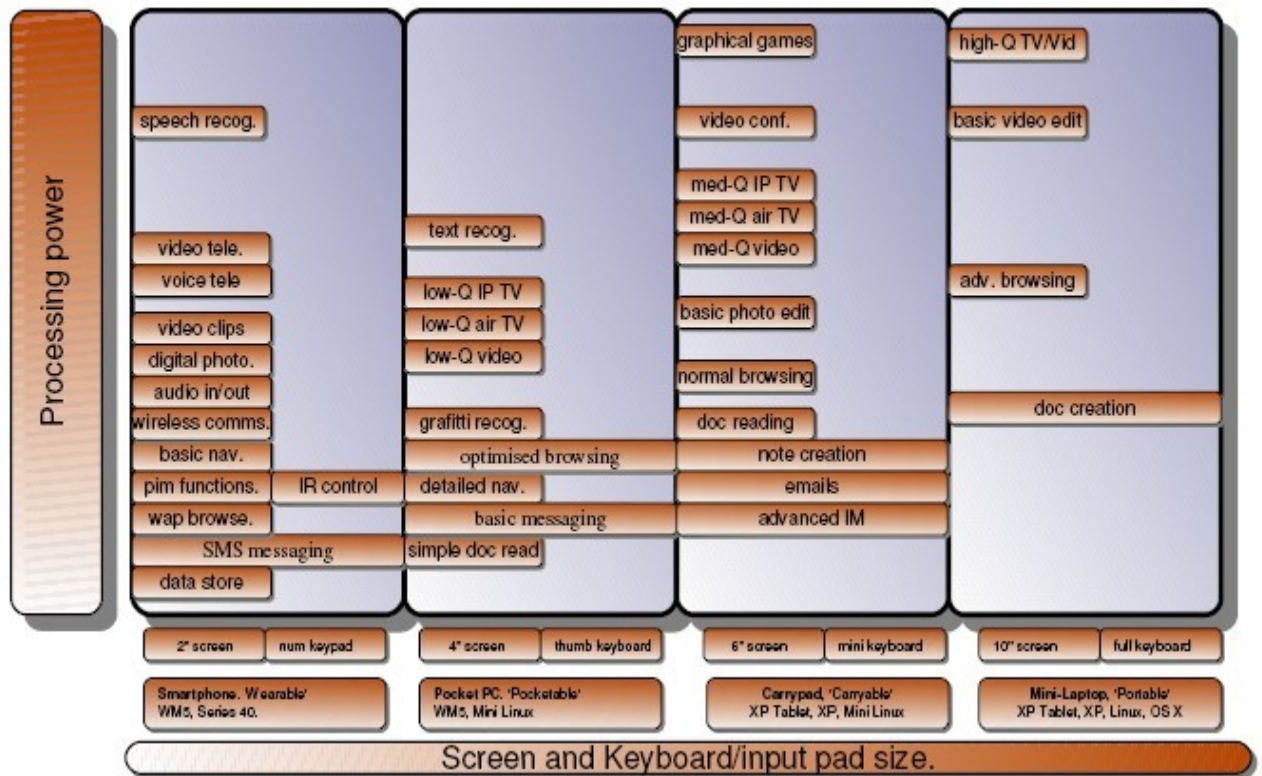 Processing power
speech recog.
video tele.
voice tele
video clips
digital photo.
audio in/out
wireless comms.
basic nav.
pim functions.
IR control
wap browse.
SMS messaging
data store
text recog.
low-Q IP TV
low-Q air TV
low-Q video
grafitti recog.
optimised browsing
detailed nav.
basic messaging
simple doc read
graphical games
video conf.
med-Q IP TV
med-Q air TV
med-Q video
basic photo edit
normal browsing
doc reading
note creation
emails
advanced IM
high-Q TV/Vid
basic video edit
adv. browsing
doc creation
2" screen
num keypad
4" screen
thumb keyboard
6" screen
mini keyboard
10" screen
full keyboard
Smartphone. Wearable'
WM5, Series 40.
Pocket PC. 'Pocketable'
WM5, Mini Linux
Carrypad, 'Carryable'
XP Tablet, XP, Mini Linux
Mini-Laptop, 'Portable'
XP Tablet, XP, Linux, OS X
Screen and Keyboard/input pad size.